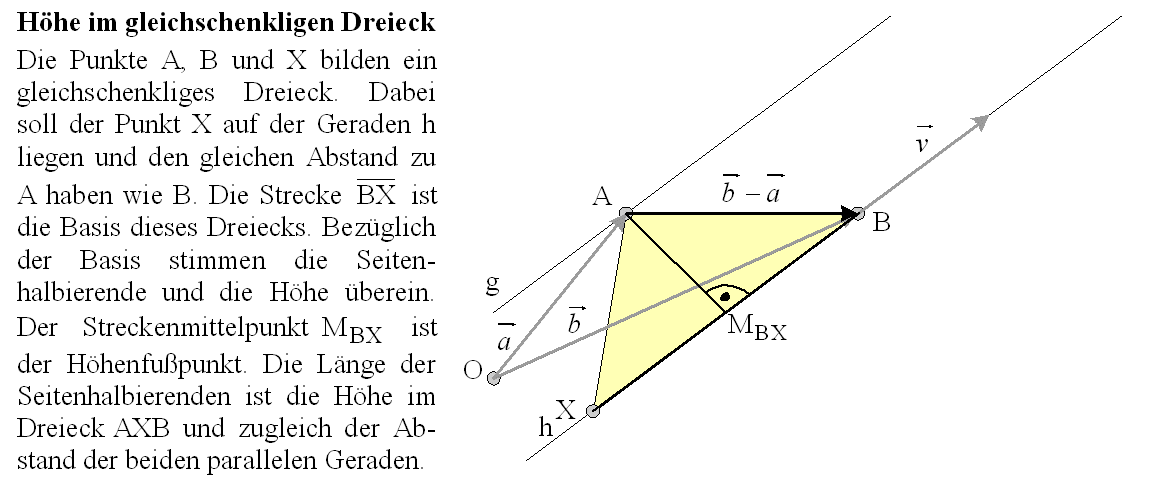 Höhe im gleichschenkligen Dreieck
Die Punkte A, B und X bilden ein
gleichschenkliges Dreieck. Dabei
soll der Punkt X auf der Geraden h
liegen und den gleichen Abstand zu
A haben wie B. Die Strecke B̅X̅ ist
die Basis dieses Dreiecks. Bezüglich
der Basis stimmen die Seiten-
halbierende und die Höhe überein.
Der Streckenmittelpunkt M_BX ist
der Höhenfußpunkt. Die Länge der
Seitenhalbierenden ist die Höhe im
Dreieck AXB und zugleich der Ab-
stand der beiden parallelen Geraden.
v⃗
A
b⃗ − a⃗
B
g
a⃗
b⃗
M_BX
O
X
h